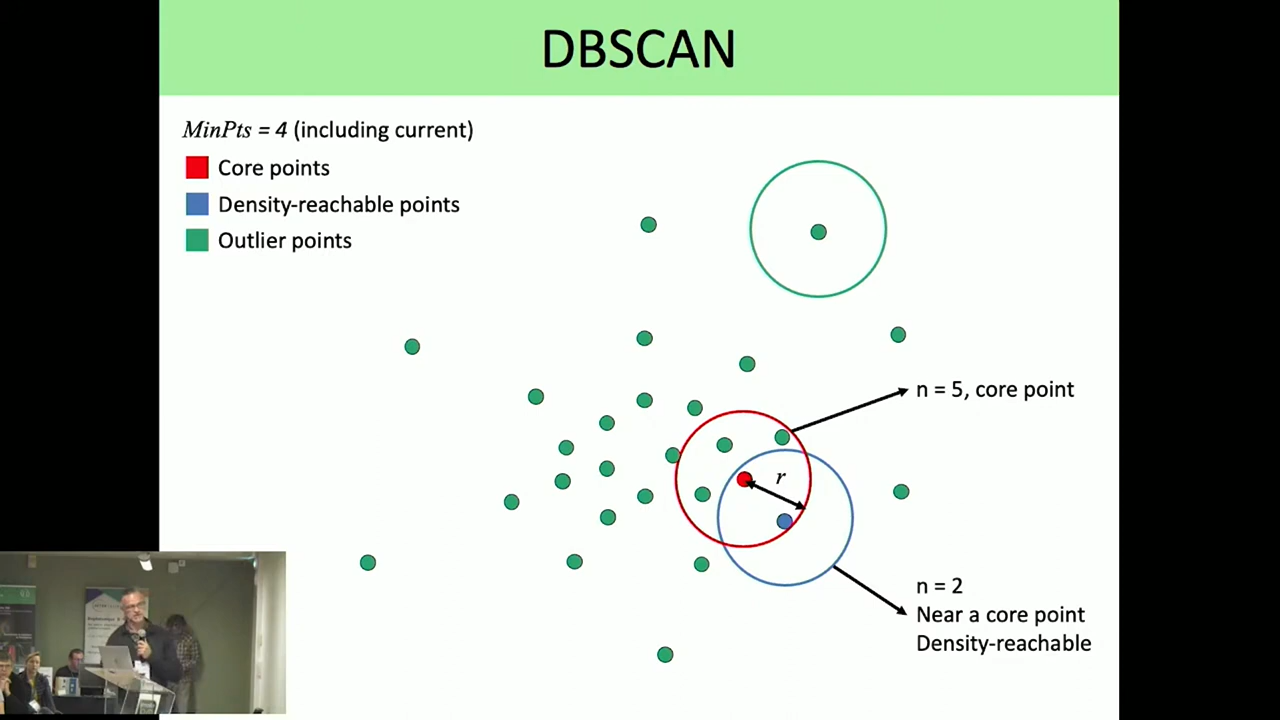 DBSCAN
MinPts = 4 (including current)
Core points
Density-reachable points
Outlier points
n = 5, core point
r
n = 2
Near a core point
Density-reachable